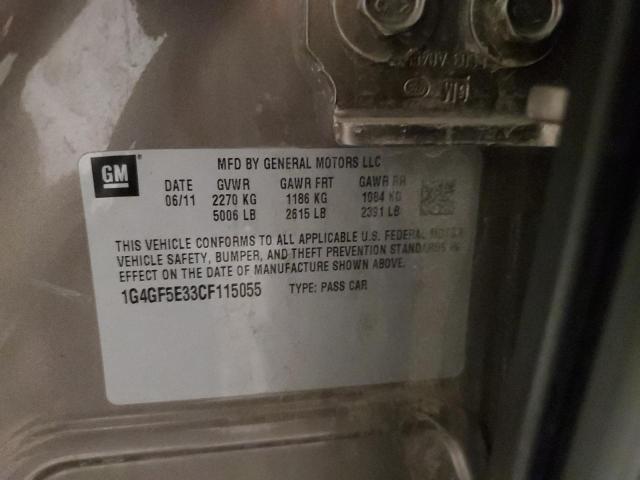 GM
MFD BY GENERAL MOTORS LLC
DATE GVWR GAWR FRT GAWR RR
06/11 2270 KG 1186 KG 1084 KG
5006 LB 2615 LB 2391 LB
THIS VEHICLE CONFORMS TO ALL APPLICABLE U.S. FEDERAL MOTOR
VEHICLE SAFETY, BUMPER, AND THEFT PREVENTION STANDARDS IN
EFFECT ON THE DATE OF MANUFACTURE SHOWN ABOVE.
1G4GF5E33CF115055 TYPE: PASS CAR